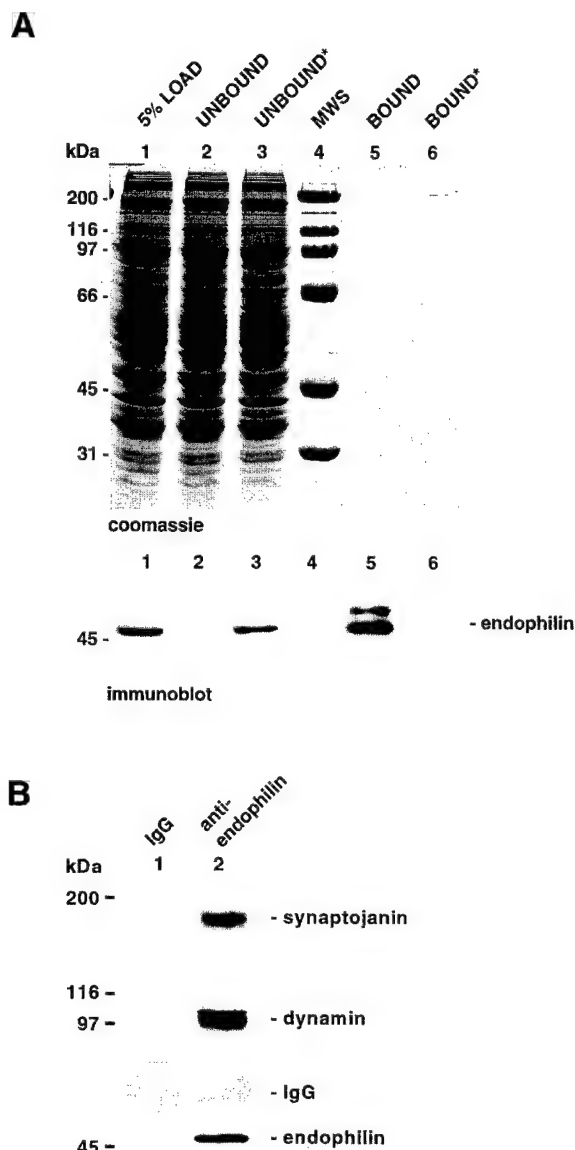 A
5% LOAD UNBOUND UNBOUND* MWS BOUND BOUND*
kDa 1 2 3 4 5 6
200 -
116 -
97 -
66 -
45 -
31 -
coomassie
1 2 3 4 5 6
45 - - endophilin
immunoblot
B
IgG anti-endophilin
kDa 1 2
200 -
- synaptojanin
116 -
97 - - dynamin
- IgG
45 - - endophilin